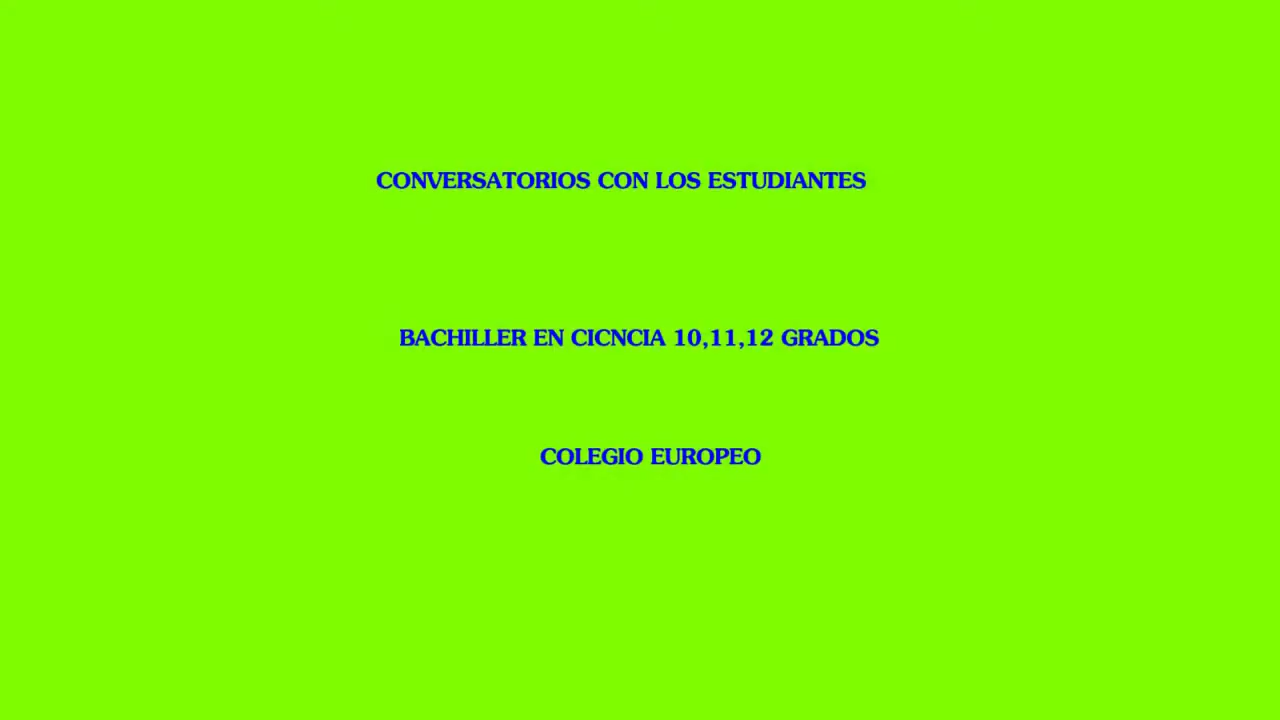 CONVERSATORIOS CON LOS ESTUDIANTES
BACHILLER EN CICNCIA 10,11,12 GRADOS
COLEGIO EUROPEO